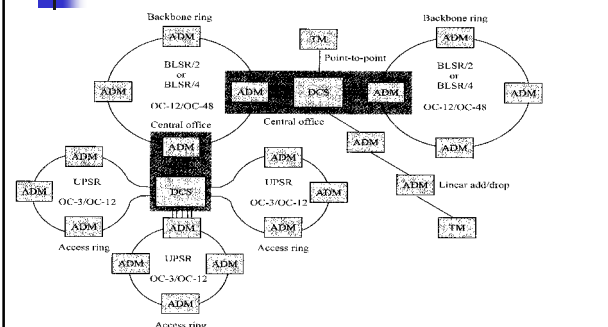 Backbone ring
Backbone ring
ADM
TM
ADM
Point-to-point
BLSR/2
or
BLSR/4
BLSR/2
or
BLSR/4
ADM
ADM
DCS
ADM
ADM
OC-12/OC-48
OC-12/OC-48
Central office
Central office
ADM
ADM
ADM
ADM
ADM
ADM
UPSR
DCS
UPSR
ADM
ADM
ADM
Linear add/drop
OC-3/OC-12
OC-3/OC-12
ADM
ADM
ADM
TM
Access ring
Access ring
UPSR
ADM
ADM
OC-3/OC-12
ADM
Access ring